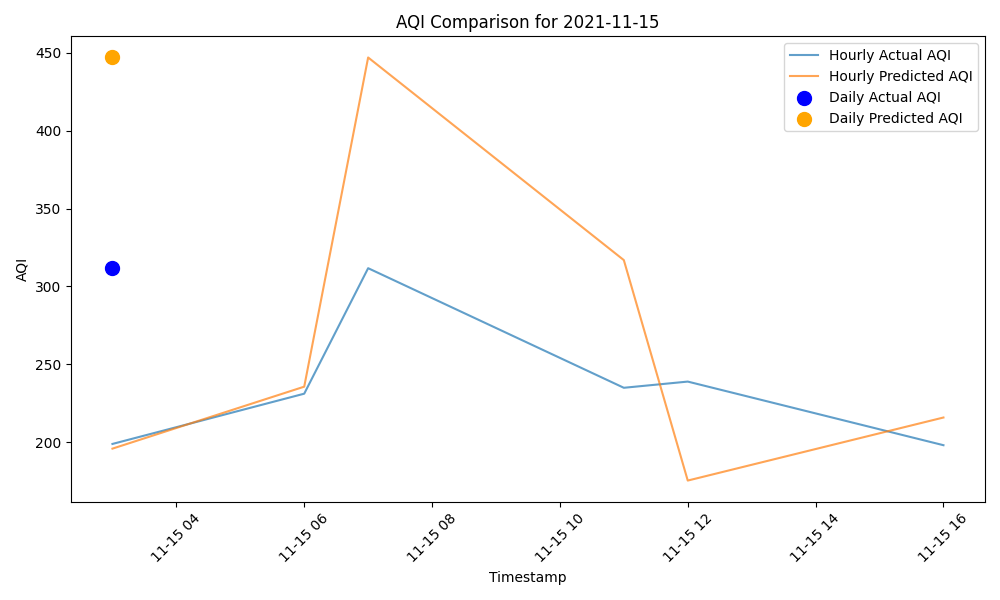 AQI Comparison for 2021-11-15
450
400
350
300
250
200
AQI
Hourly Actual AQI
Hourly Predicted AQI
Daily Actual AQI
Daily Predicted AQI
11-15 04
11-15 06
11-15 08
11-15 10
11-15 12
11-15 14
11-15 16
Timestamp